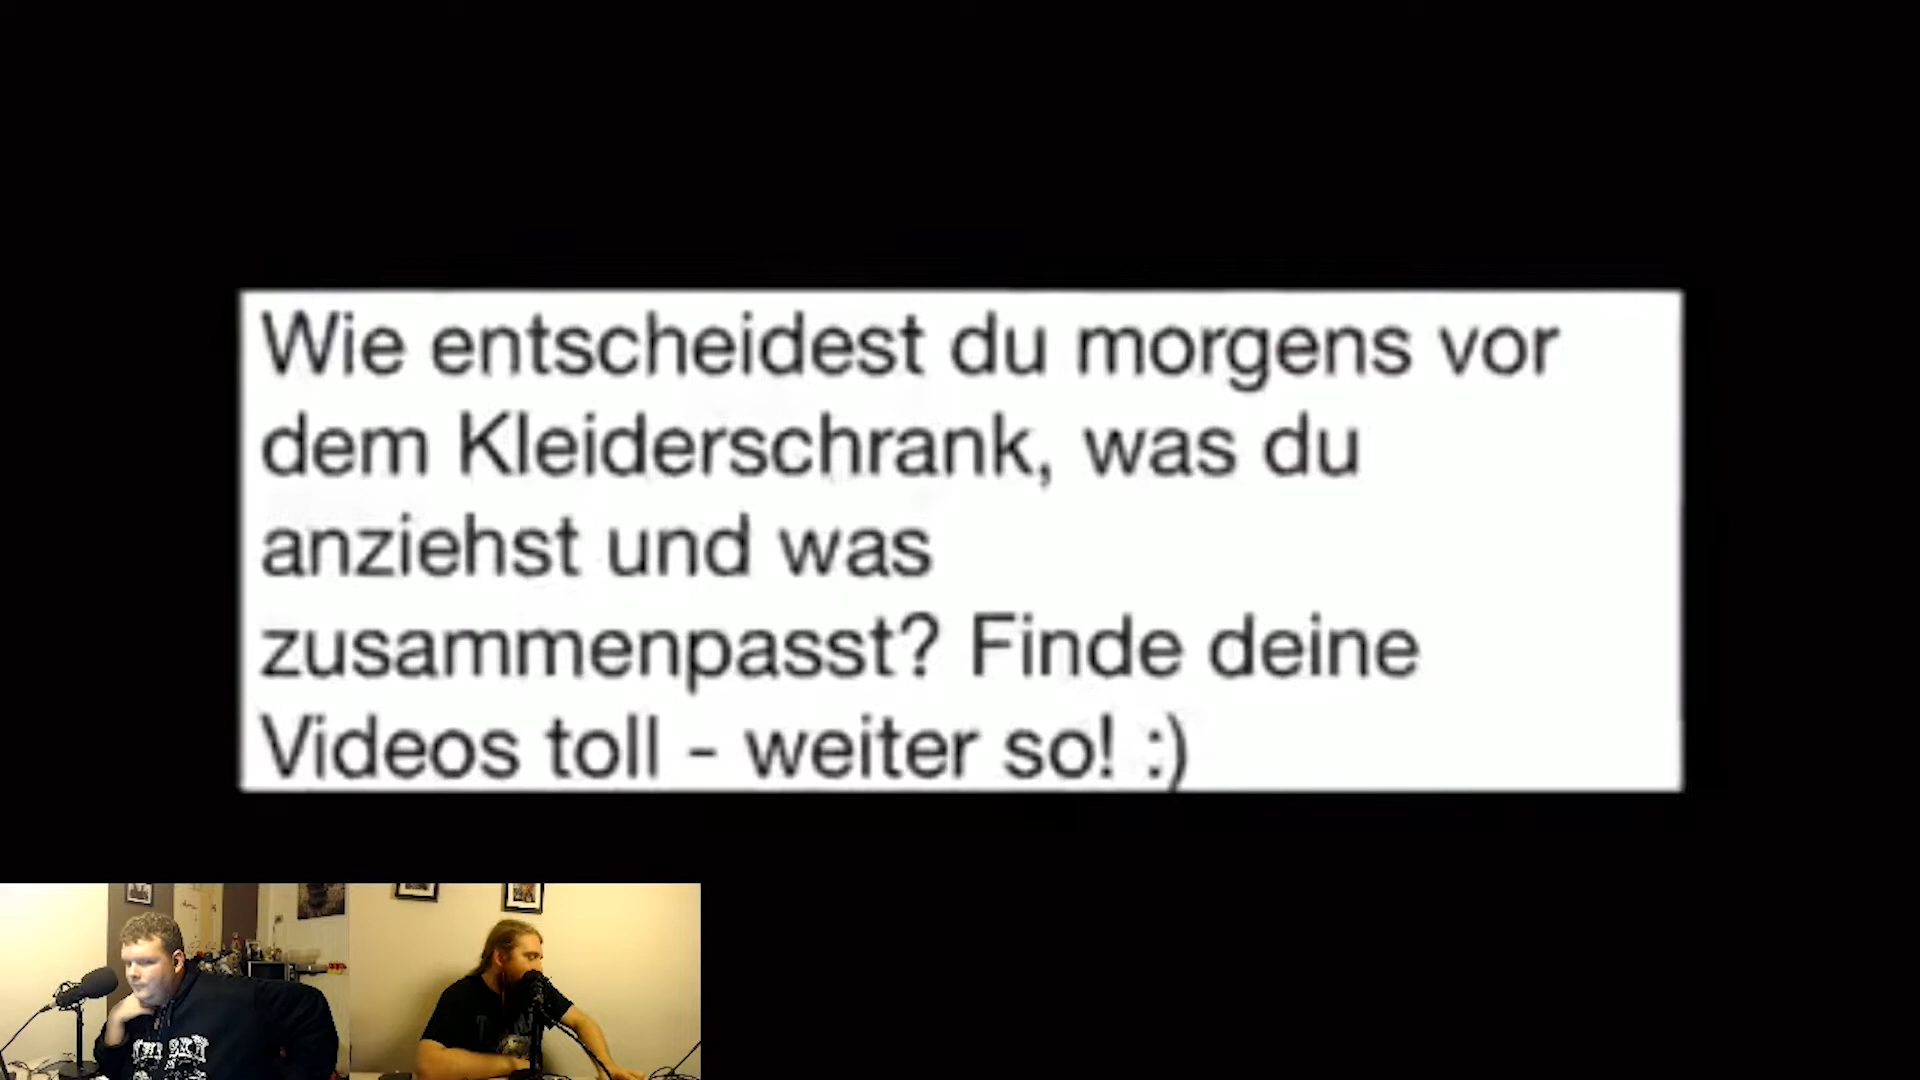 Wie entscheidest du morgens vor
dem Kleiderschrank, was du
anziehst und was
zusammenpasst? Finde deine
Videos toll - weiter so! :)